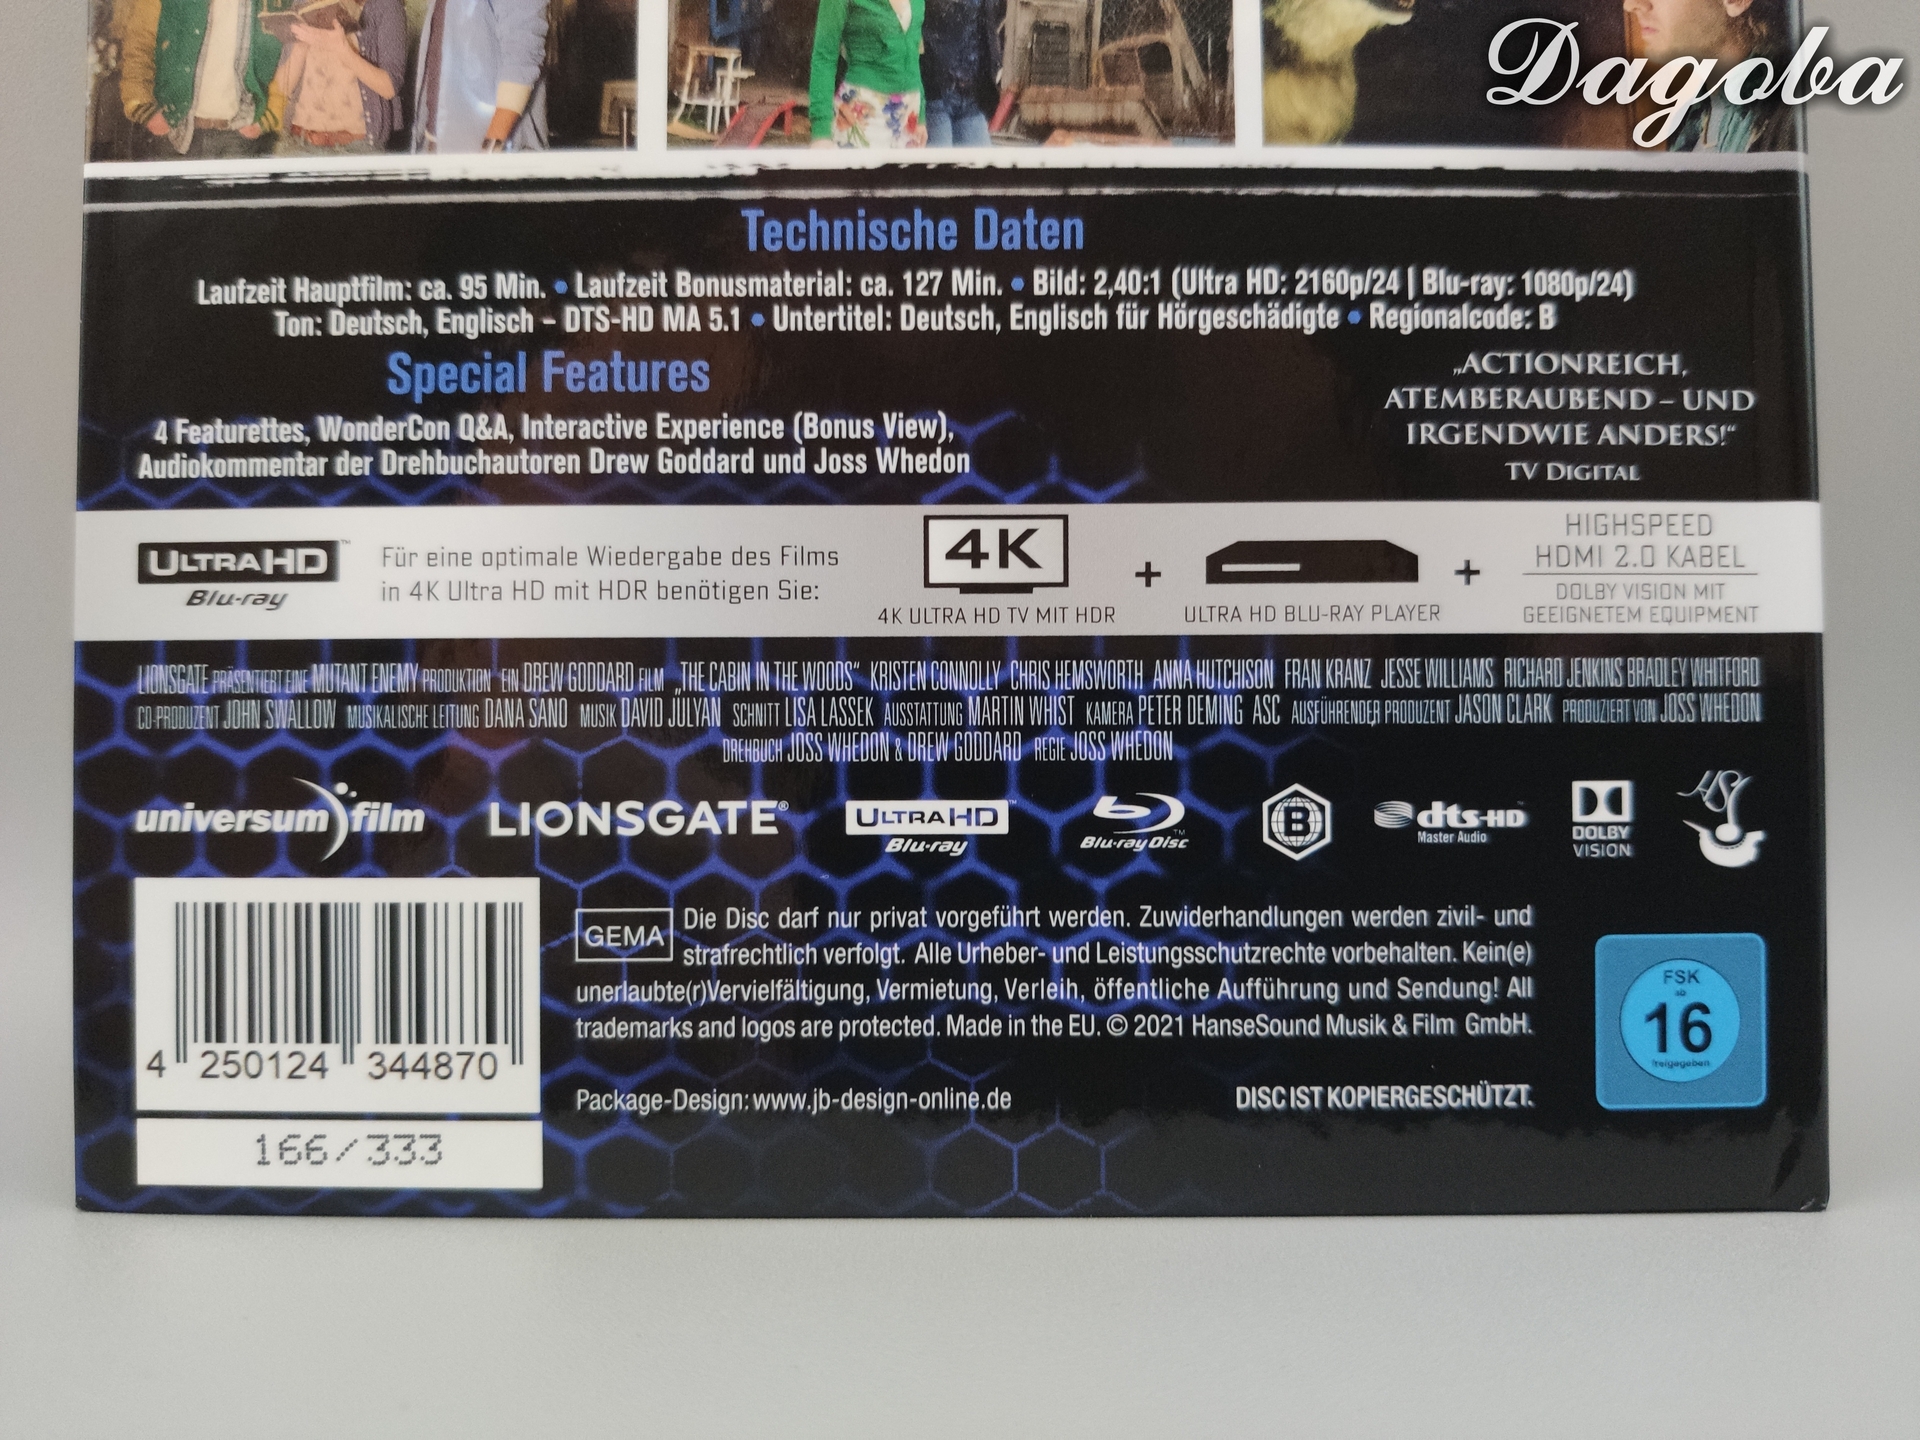 Dagoba
Technische Daten
Laufzeit Hauptfilm: ca. 95 Min. • Laufzeit Bonusmaterial: ca. 127 Min. • Bild: 2,40:1 (Ultra HD: 2160p/24 | Blu-ray: 1080p/24)
Ton: Deutsch, Englisch – DTS-HD MA 5.1 • Untertitel: Deutsch, Englisch für Hörgeschädigte • Regionalcode: B
Special Features
4 Featurettes, WonderCon Q&A, Interactive Experience (Bonus View),
Audiokommentar der Drehbuchautoren Drew Goddard und Joss Whedon
„ACTIONREICH,
ATEMBERAUBEND – UND
IRGENDWIE ANDERS!“
TV DIGITAL
ULTRA HD™
Blu-ray
Für eine optimale Wiedergabe des Films
in 4K Ultra HD mit HDR benötigen Sie:
4K
4K ULTRA HD TV MIT HDR
+
ULTRA HD BLU-RAY PLAYER
+
HIGHSPEED
HDMI 2.0 KABEL
DOLBY VISION MIT
GEEIGNETEM EQUIPMENT
LIONSGATE PRÄSENTIERT EINE MUTANT ENEMY PRODUKTION EIN DREW GODDARD FILM „THE CABIN IN THE WOODS“ KRISTEN CONNOLLY CHRIS HEMSWORTH ANNA HUTCHISON FRAN KRANZ JESSE WILLIAMS RICHARD JENKINS BRADLEY WHITFORD
CO-PRODUZENT JOHN SWALLOW MUSIKALISCHE LEITUNG DANA SANO MUSIK DAVID JULYAN SCHNITT LISA LASSEK AUSSTATTUNG MARTIN WHIST KAMERA PETER DEMING ASC AUSFÜHRENDER PRODUZENT JASON CLARK PRODUZIERT VON JOSS WHEDON
DREHBUCH JOSS WHEDON & DREW GODDARD REGIE JOSS WHEDON
universum film
LIONSGATE®
ULTRA HD™
Blu-ray
Blu-ray Disc™
B
dts-HD™
Master Audio
DOLBY
VISION
HSF
GEMA
Die Disc darf nur privat vorgeführt werden. Zuwiderhandlungen werden zivil- und
strafrechtlich verfolgt. Alle Urheber- und Leistungsschutzrechte vorbehalten. Kein(e)
unerlaubte(r)Vervielfältigung, Vermietung, Verleih, öffentliche Aufführung und Sendung! All
trademarks and logos are protected. Made in the EU. © 2021 HanseSound Musik & Film GmbH.
Package-Design: www.jb-design-online.de
DISC IST KOPIERGESCHÜTZT.
FSK
ab
16
freigegeben
4 250124 344870
166/333